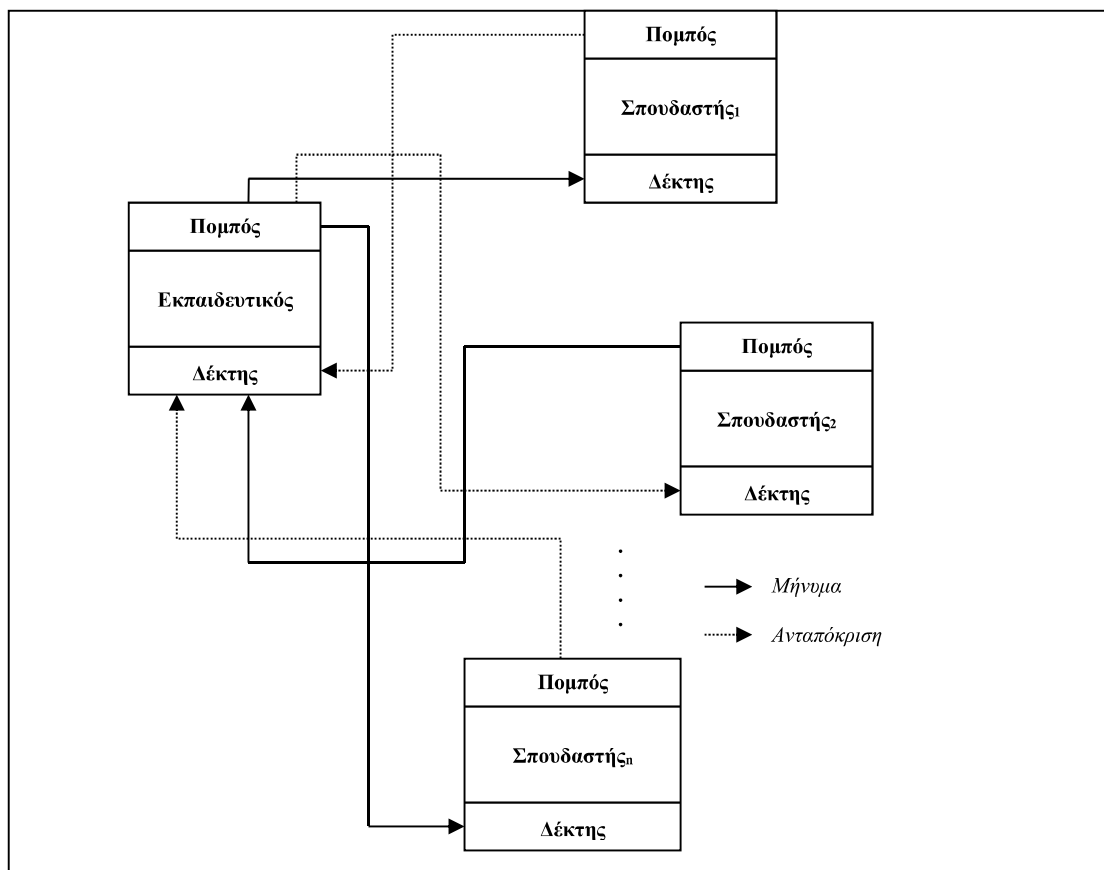 Πομπός
Σπουδαστής₁
Δέκτης
Πομπός
Εκπαιδευτικός
Δέκτης
Πομπός
Σπουδαστής₂
Δέκτης
Μήνυμα
Ανταπόκριση
Πομπός
Σπουδαστήςₙ
Δέκτης